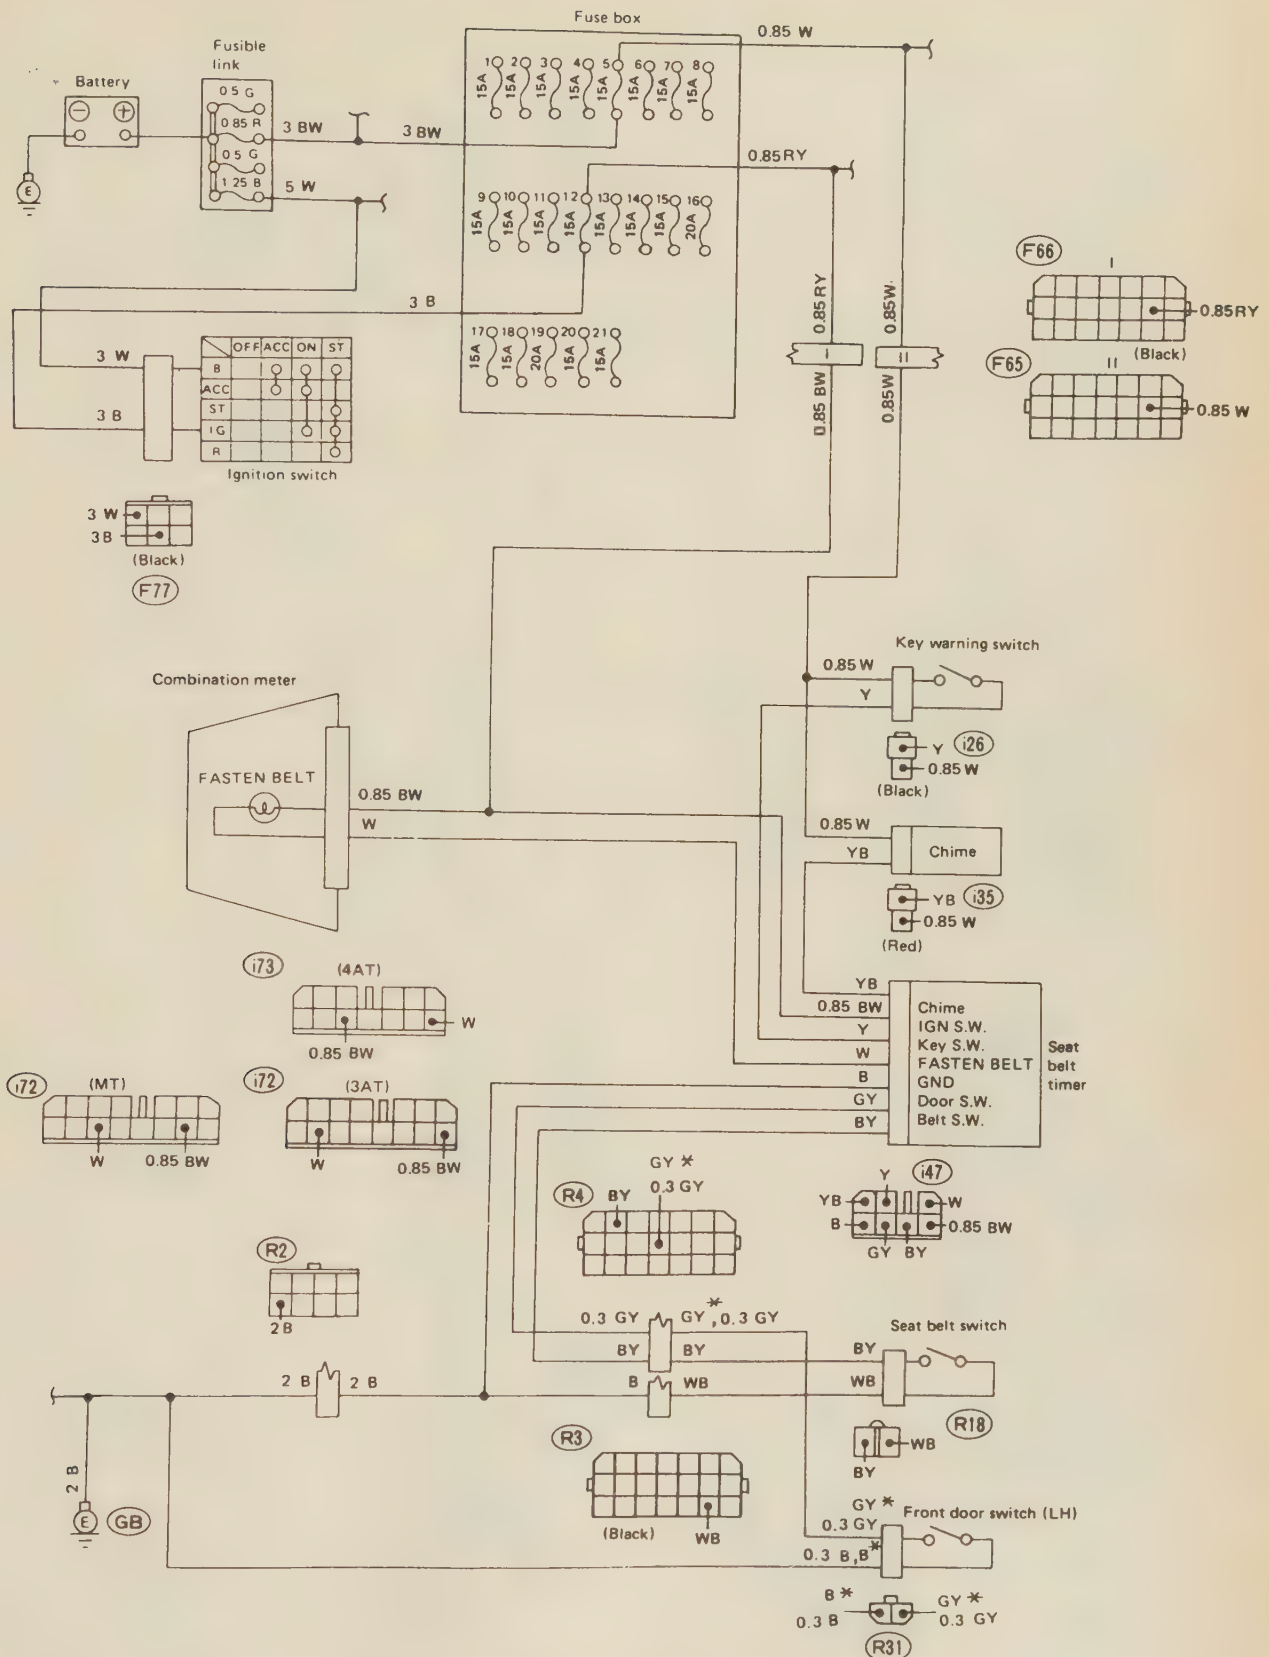 Fuse box
0.85 W
Fusible
link
Battery
0.5 G
0.85 R
0.5 G
1.25 B
3 BW
3 BW
5 W
1 2 3 4 5 6 7 8
15A 15A 15A 15A 15A 15A 15A 15A
0.85RY
9 10 11 12 13 14 15 16
15A 15A 15A 15A 15A 15A 15A 20A
E
3 B
17 18 19 20 21
15A 15A 20A 15A 15A
0.85 RY
0.85W.
I
II
0.85 BW
0.85W
F66
I
0.85RY
(Black)
F65
II
0.85 W
3 W
3 B
OFF ACC ON ST
B
ACC
ST
IG
R
Ignition switch
3 W
3B
(Black)
F77
Key warning switch
0.85W
Y
Y
i26
0.85 W
(Black)
Combination meter
FASTEN BELT
0.85 BW
W
0.85W
YB
Chime
YB
i35
0.85 W
(Red)
i73
(4AT)
W
0.85 BW
YB
0.85 BW
Y
W
B
GY
BY
Chime
IGN S.W.
Key S.W.
FASTEN BELT
GND
Door S.W.
Belt S.W.
Seat
belt
timer
i72
(MT)
W
0.85 BW
i72
(3AT)
W
0.85 BW
R4
BY
GY *
0.3 GY
i47
Y
YB
W
B
0.85 BW
GY
BY
R2
2B
0.3 GY
GY*, 0.3 GY
BY
BY
Seat belt switch
BY
WB
R18
WB
BY
2 B
2 B
B
WB
R3
(Black)
WB
2 B
E
GB
Front door switch (LH)
GY *
0.3 GY
0.3 B, B*
B *
0.3 B
GY *
0.3 GY
R31